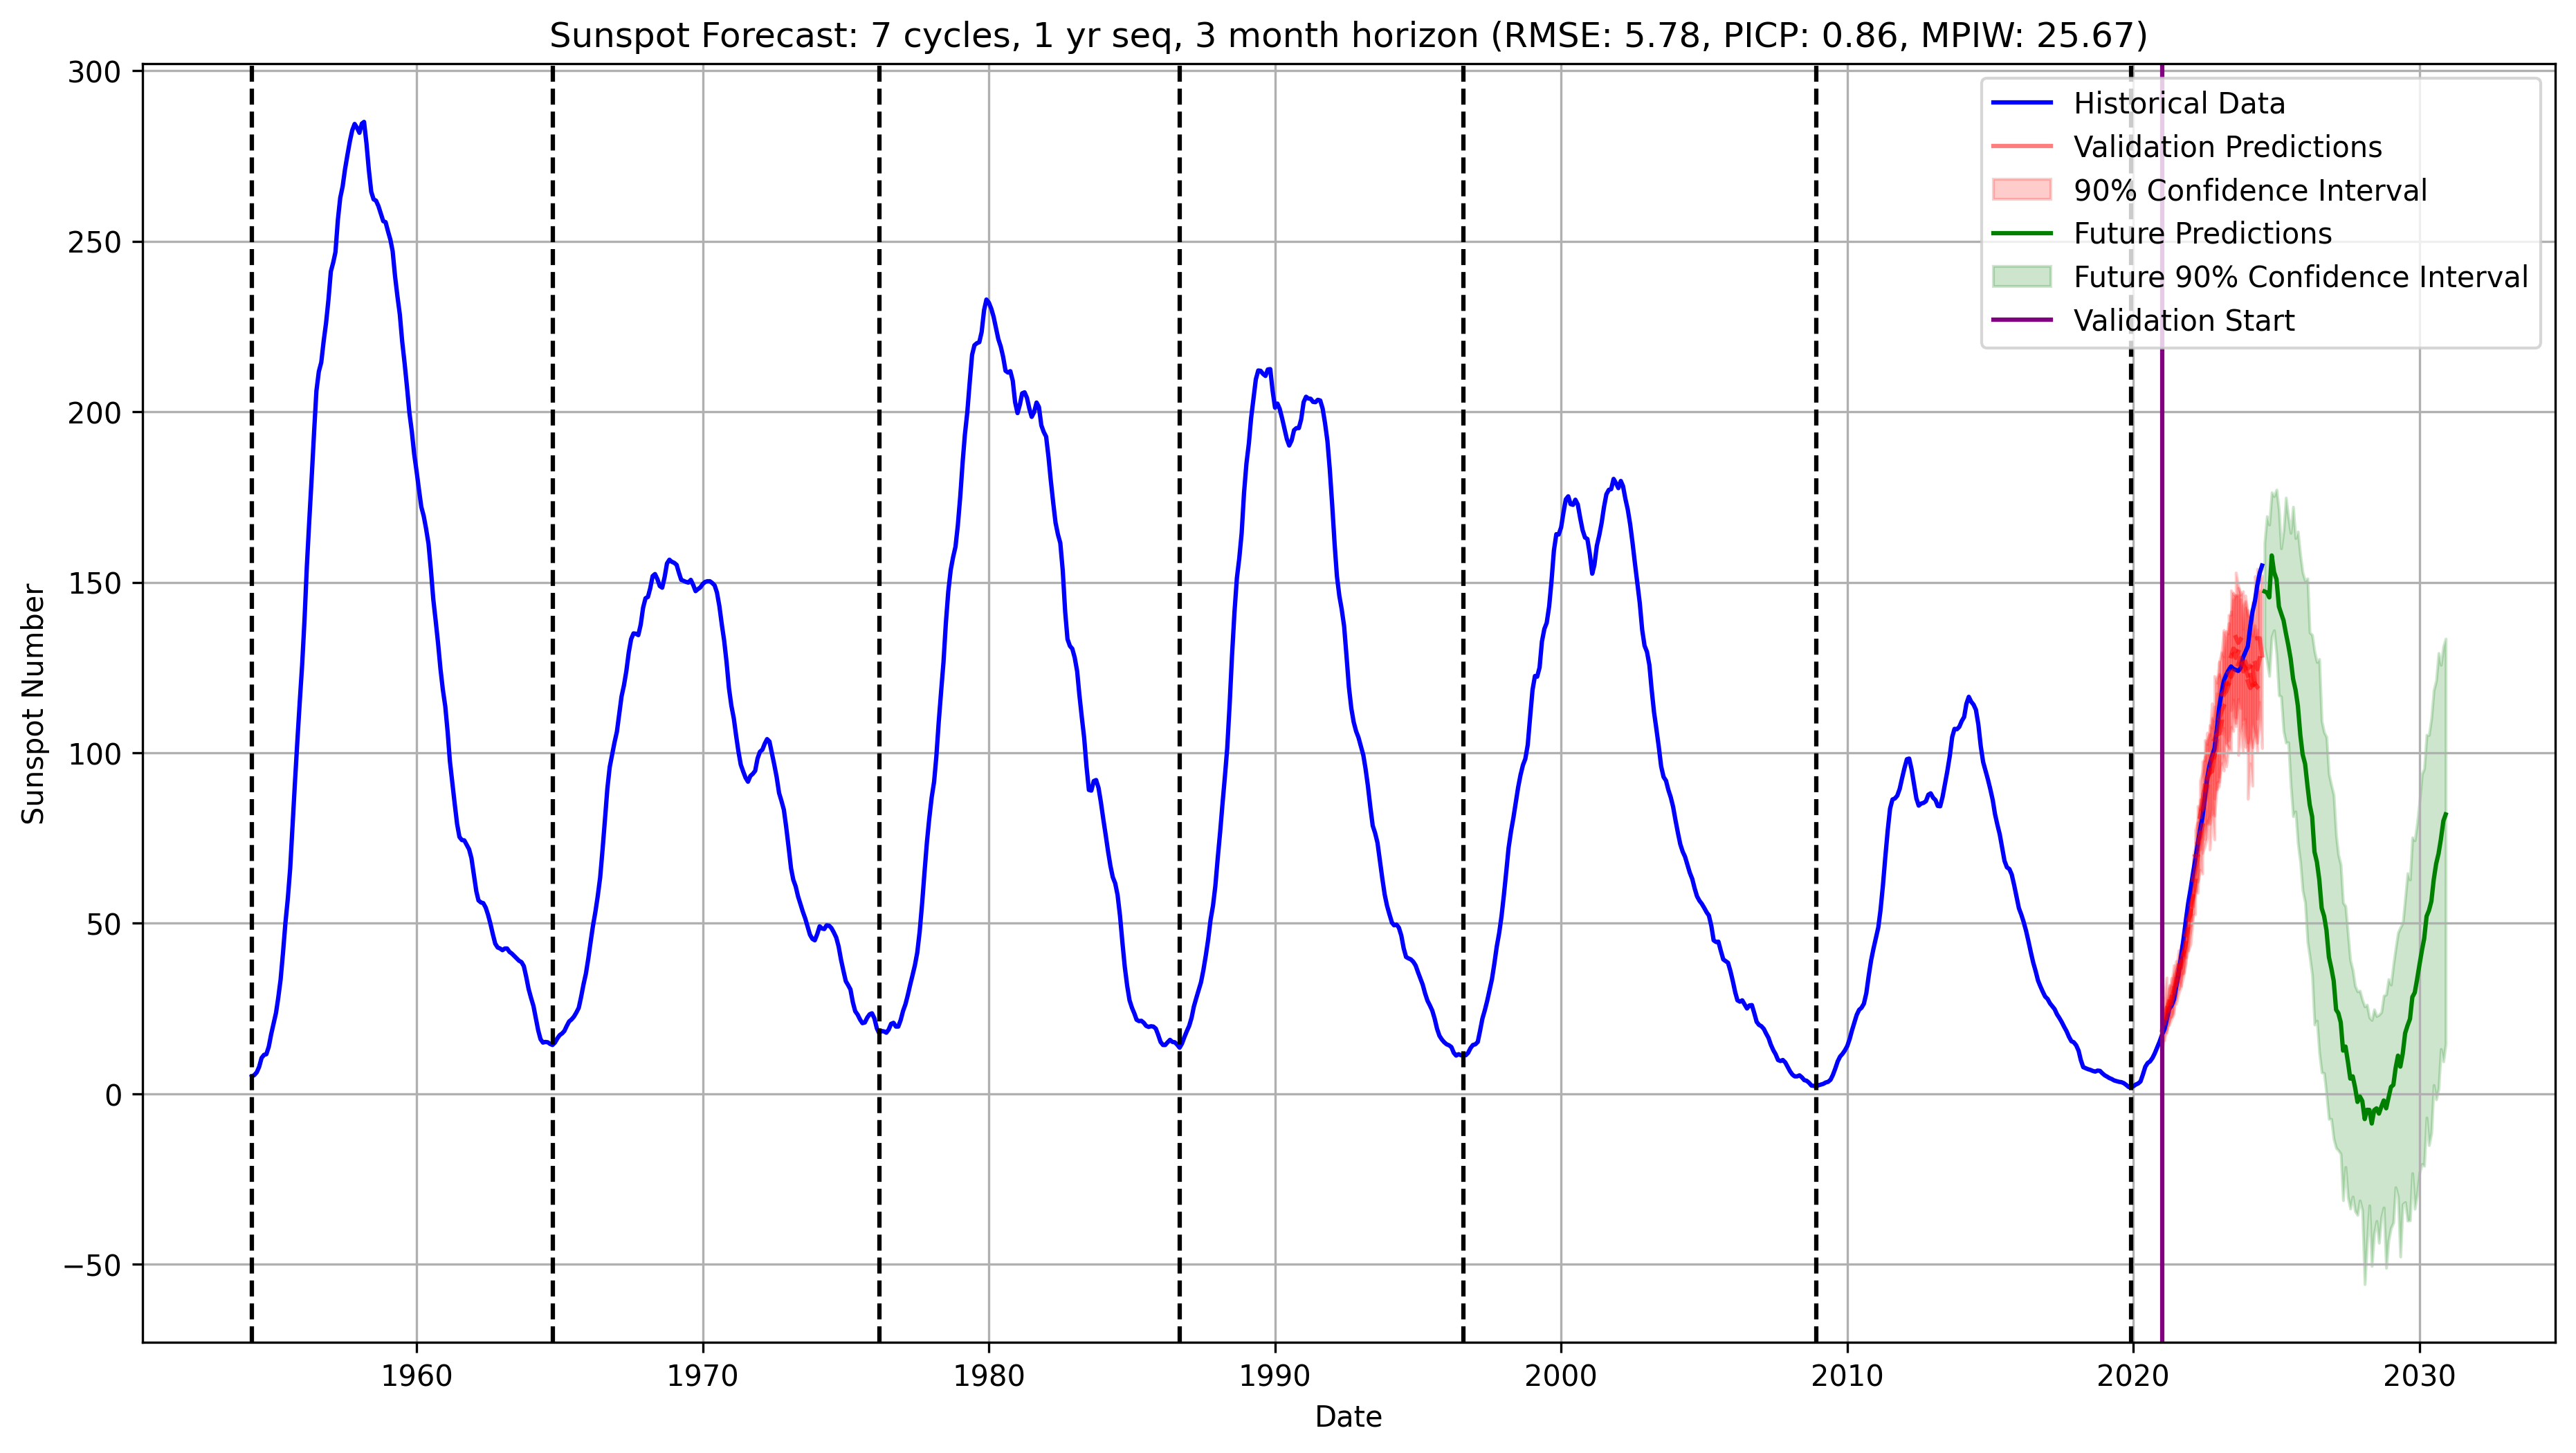 Sunspot Forecast: 7 cycles, 1 yr seq, 3 month horizon (RMSE: 5.78, PICP: 0.86, MPIW: 25.67)
Historical Data
Validation Predictions
90% Confidence Interval
Future Predictions
Future 90% Confidence Interval
Validation Start
Sunspot Number
300
250
200
150
100
50
0
−50
1960 1970 1980 1990 2000 2010 2020 2030
Date